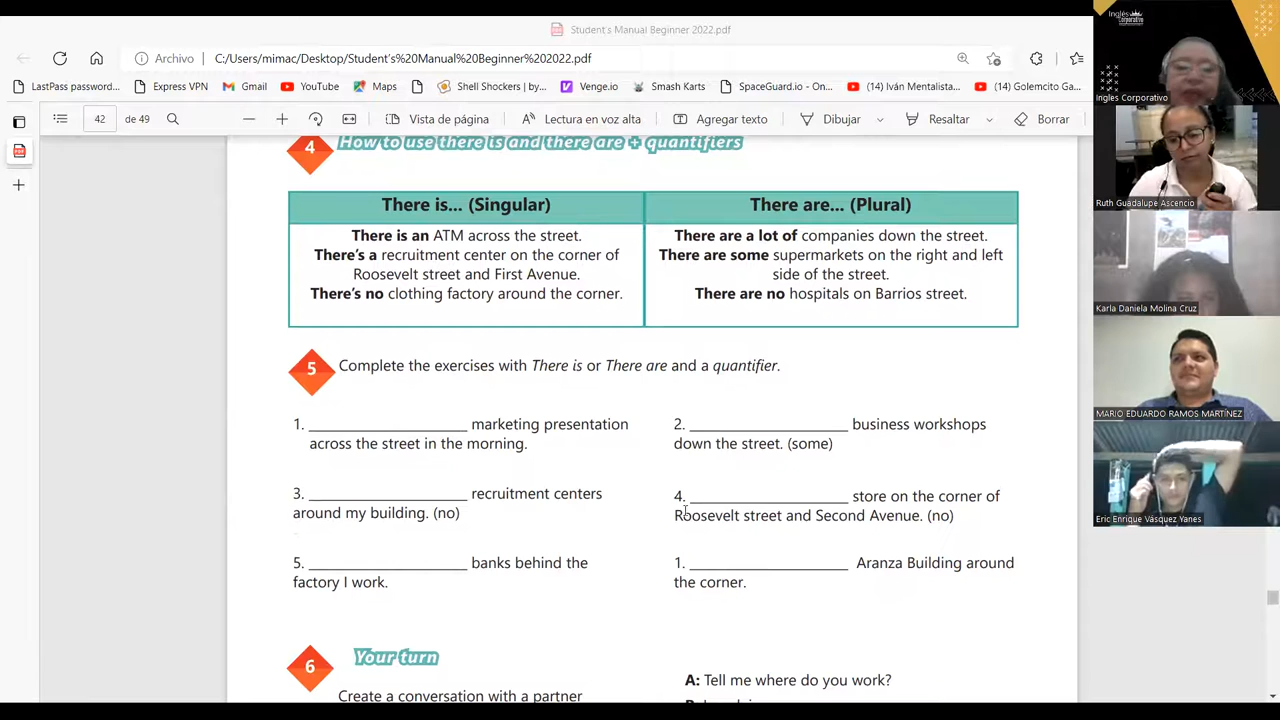 Student's Manual Beginner 2022.pdf
Archivo C:/Users/mimac/Desktop/Student's%20Manual%20Beginner%202022.pdf
LastPass password... Express VPN Gmail YouTube Maps Shell Shockers | by... Venge.io Smash Karts SpaceGuard.io - On... (14) Iván Mentalista... (14) Golemcito Ga...
42 de 49 Vista de página Lectura en voz alta Agregar texto Dibujar Resaltar Borrar
4 How to use there is and there are + quantifiers
There is... (Singular)
There is an ATM across the street.
There's a recruitment center on the corner of
Roosevelt street and First Avenue.
There's no clothing factory around the corner.
There are... (Plural)
There are a lot of companies down the street.
There are some supermarkets on the right and left
side of the street.
There are no hospitals on Barrios street.
5 Complete the exercises with There is or There are and a quantifier.
1. __________________ marketing presentation
across the street in the morning.
2. __________________ business workshops
down the street. (some)
3. __________________ recruitment centers
around my building. (no)
4. __________________ store on the corner of
Roosevelt street and Second Avenue. (no)
5. __________________ banks behind the
factory I work.
1. __________________ Aranza Building around
the corner.
6 Your turn
Create a conversation with a partner
A: Tell me where do you work?
Inglés
Corporativo
Ingles Corporativo
Ruth Guadalupe Ascencio
Karla Daniela Molina Cruz
MARIO EDUARDO RAMOS MARTÍNEZ
Eric Enrique Vásquez Yanes